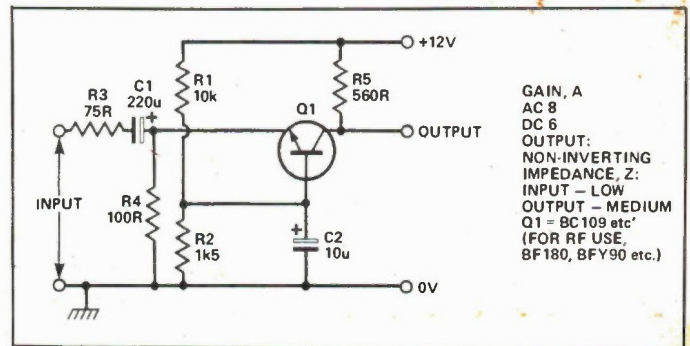 +12V
R3
75R
C1
220u
+
R1
10k
R5
560R
Q1
OUTPUT
INPUT
R4
100R
R2
1k5
+
C2
10u
0V
GAIN, A
AC 8
DC 6
OUTPUT:
NON-INVERTING
IMPEDANCE, Z:
INPUT – LOW
OUTPUT – MEDIUM
Q1 = BC109 etc'
(FOR RF USE,
BF180, BFY90 etc.)